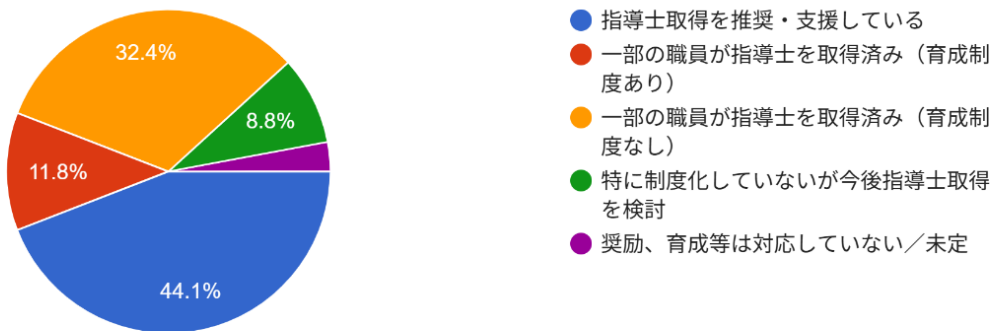 指導士取得を推奨・支援している
一部の職員が指導士を取得済み（育成制
度あり）
一部の職員が指導士を取得済み（育成制
度なし）
特に制度化していないが今後指導士取得
を検討
奨励、育成等は対応していない／未定
32.4%
8.8%
11.8%
44.1%